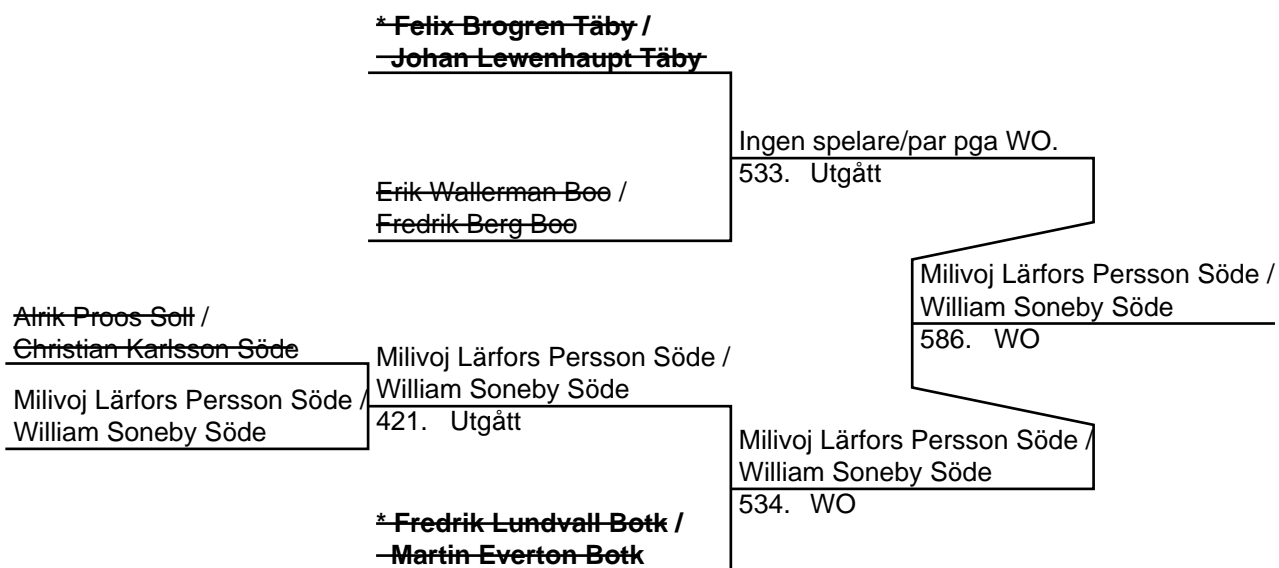 * Felix Brogren Täby /
Johan Lewenhaupt Täby
Ingen spelare/par pga WO.
533. Utgått
Erik Wallerman Boo /
Fredrik Berg Boo
Milivoj Lärfors Persson Söde /
William Soneby Söde
586. WO
Alrik Proos Soll /
Christian Karlsson Söde
Milivoj Lärfors Persson Söde /
William Soneby Söde
421. Utgått
Milivoj Lärfors Persson Söde /
William Soneby Söde
Milivoj Lärfors Persson Söde /
William Soneby Söde
534. WO
* Fredrik Lundvall Botk /
Martin Everton Botk